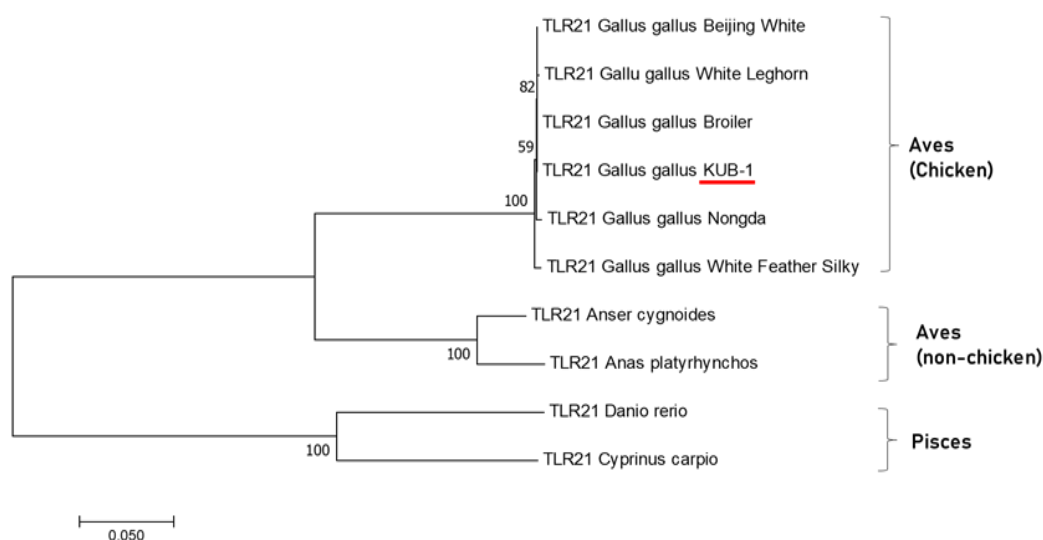 TLR21 Gallus gallus Beijing White
TLR21 Gallu gallus White Leghorn
82
TLR21 Gallus gallus Broiler
59
TLR21 Gallus gallus KUB-1
100
TLR21 Gallus gallus Nongda
TLR21 Gallus gallus White Feather Silky
Aves
(Chicken)
TLR21 Anser cygnoides
100
TLR21 Anas platyrhynchos
Aves
(non-chicken)
TLR21 Danio rerio
100
TLR21 Cyprinus carpio
Pisces
0.050